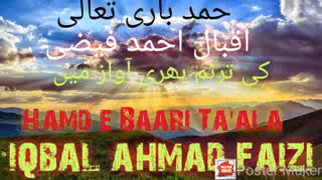 حمد باری تعالی
اقبال احمد فیضی
کی ترنم بھری آواز میں
HAMD E BAARI TA'ALA
IQBAL AHMAD FAIZI
Poster Maker